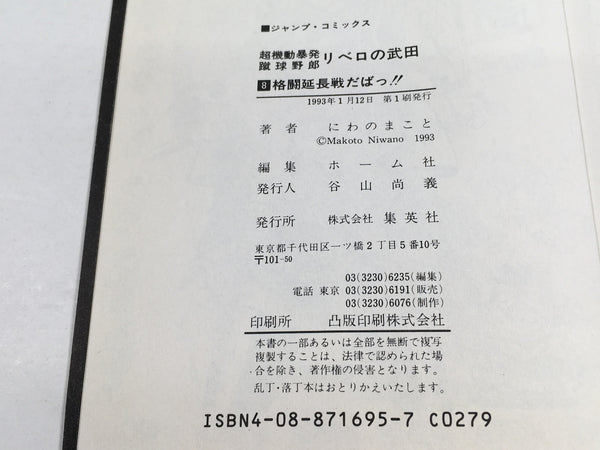 ■ジャンプ・コミックス
超機動暴発
蹴球野郎 リベロの武田
8 格闘延長戦だばっ!!
1993年1月12日 第1刷発行
著者 にわのまこと
©Makoto Niwano 1993
編集 ホーム社
発行人 谷山尚義
発行所 株式会社 集英社
東京都千代田区一ツ橋2丁目5番10号
〒101-50
03(3230)6235(編集)
電話 東京 03(3230)6191(販売)
03(3230)6076(制作)
印刷所 凸版印刷株式会社
本書の一部あるいは全部を無断で複写
複製することは、法律で認められた場
合を除き、著作権の侵害となります。
乱丁・落丁本はおとりかえいたします。
ISBN4-08-871695-7 C0279